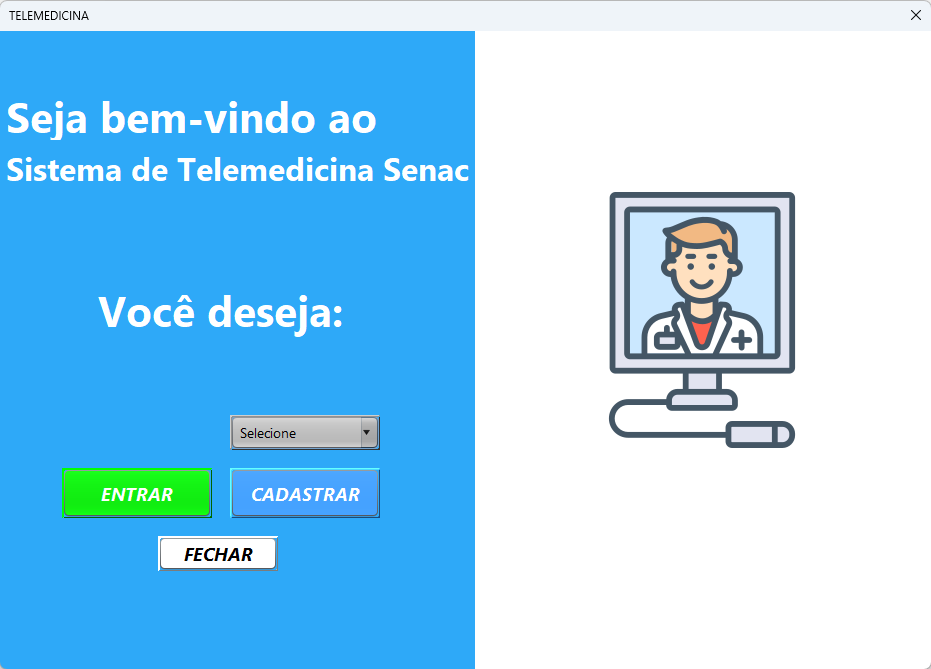 TELEMEDICINA
Seja bem-vindo ao
Sistema de Telemedicina Senac
Você deseja:
Selecione
ENTRAR
CADASTRAR
FECHAR